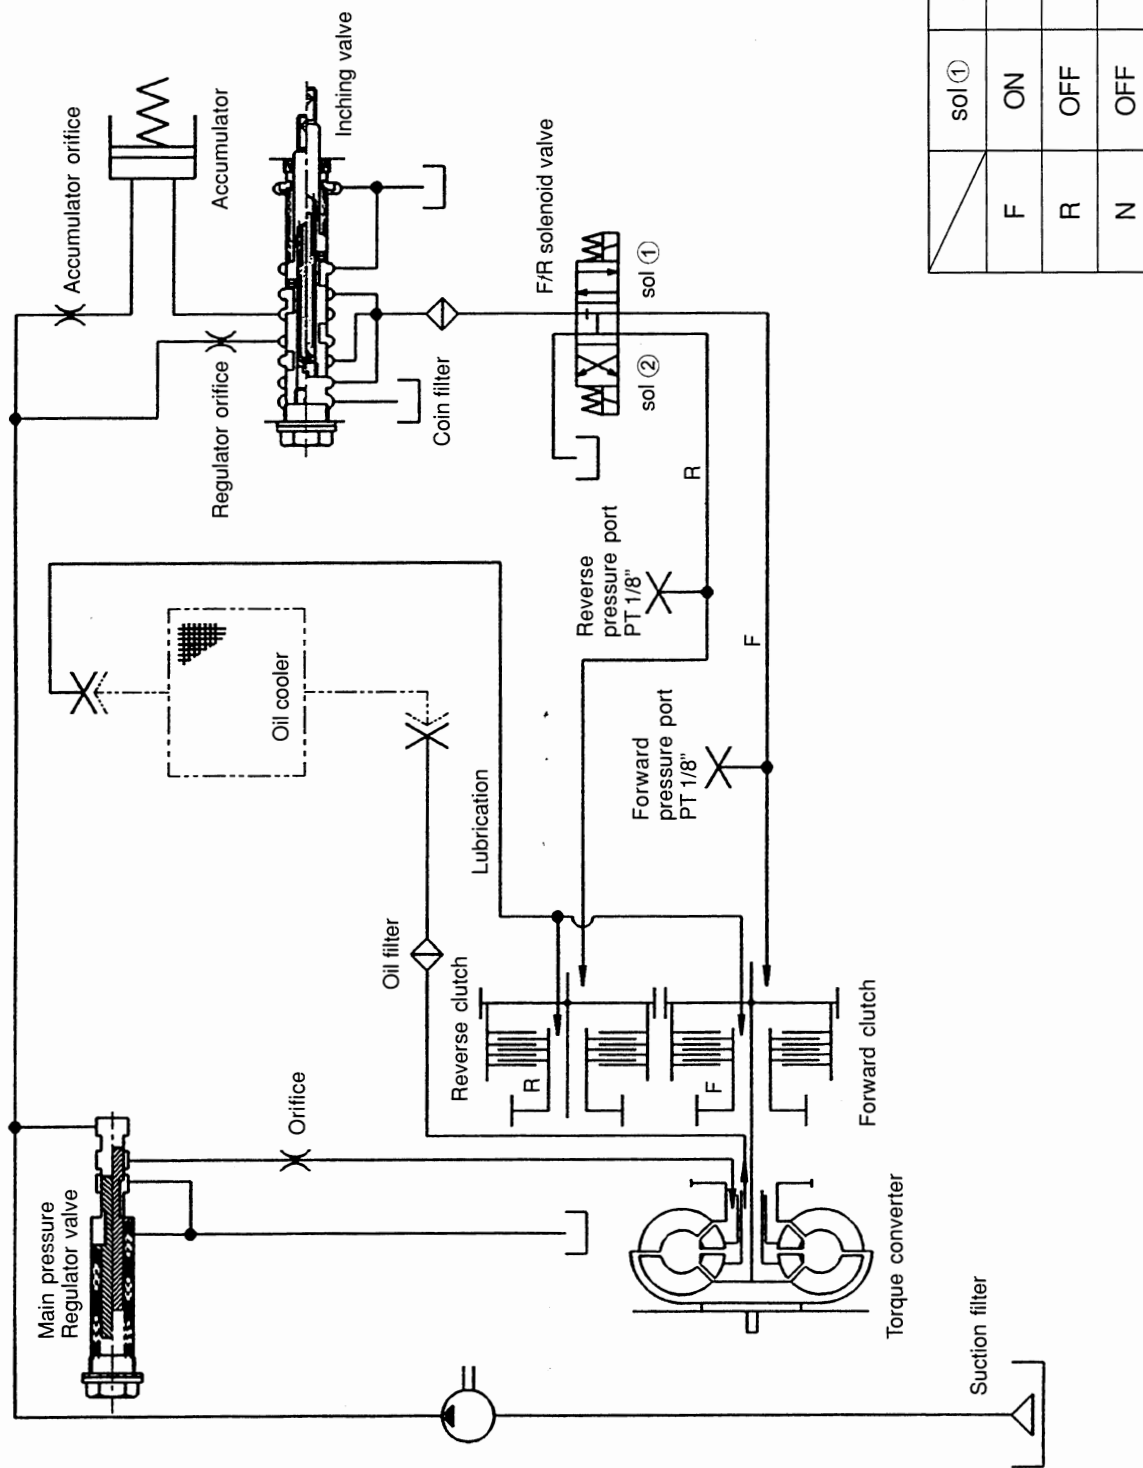 Main pressure
Regulator valve
Accumulator orifice
Accumulator
Regulator orifice
Oil cooler
Orifice
Inching valve
Oil filter
Coin filter
Reverse clutch
Lubrication
R
F/R solenoid valve
Reverse
pressure port
PT 1/8"
sol ②
sol ①
Forward
pressure port
PT 1/8"
R
F
F
Forward clutch
Torque converter
Suction filter
sol ①
F ON
R OFF
N OFF